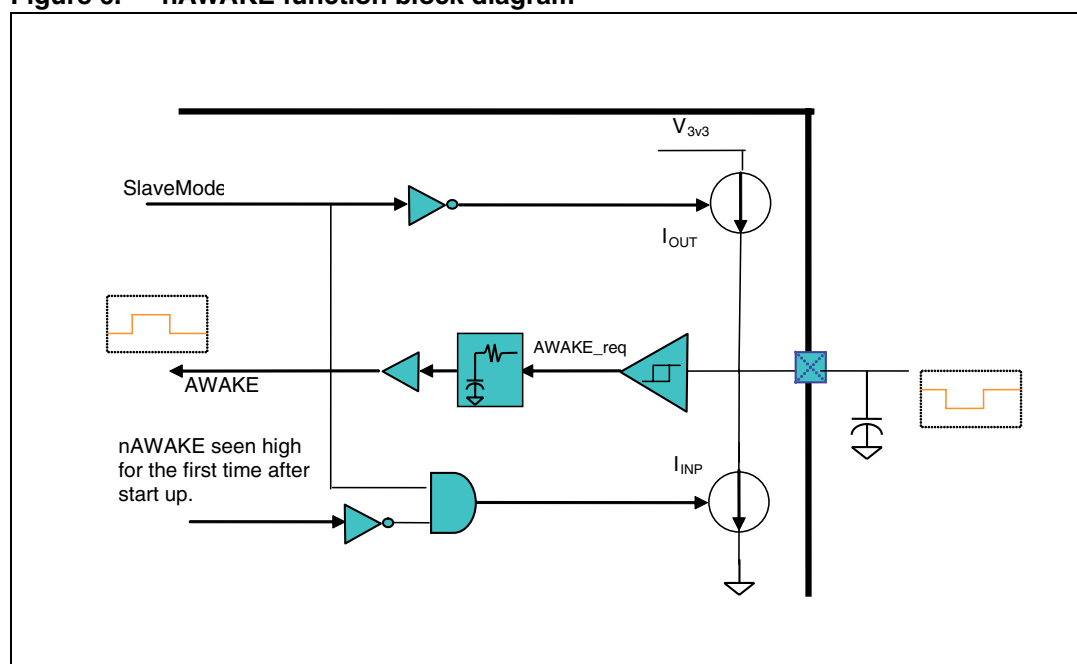 nAWAKE function block diagram
V3v3
SlaveMode
IOUT
AWAKE_req
AWAKE
nAWAKE seen high
for the first time after
start up.
IINP